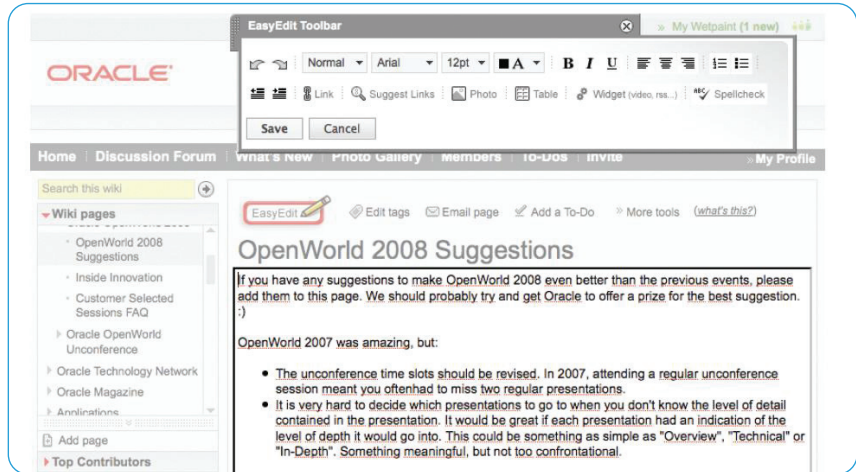 EasyEdit Toolbar
» My Wetpaint (1 new)
ORACLE
Normal Arial 12pt A B I U
Link Suggest Links Photo Table Widget (video, rss...) ABC Spellcheck
Save Cancel
Home Discussion Forum What's New Photo Gallery Members To-Dos Invite » My Profile
Search this wiki
Wiki pages
EasyEdit Edit tags Email page Add a To-Do » More tools (what's this?)
OpenWorld 2008
Suggestions
Inside Innovation
Customer Selected
Sessions FAQ
Oracle OpenWorld
Unconference
Oracle Technology Network
Oracle Magazine
Applications
Add page
Top Contributors
OpenWorld 2008 Suggestions
If you have any suggestions to make OpenWorld 2008 even better than the previous events, please
add them to this page. We should probably try and get Oracle to offer a prize for the best suggestion.
:)
OpenWorld 2007 was amazing, but:
• The unconference time slots should be revised. In 2007, attending a regular unconference
session meant you oftenhad to miss two regular presentations.
• It is very hard to decide which presentations to go to when you don't know the level of detail
contained in the presentation. It would be great if each presentation had an indication of the
level of depth it would go into. This could be something as simple as "Overview", "Technical" or
"In-Depth". Something meaningful, but not too confrontational.